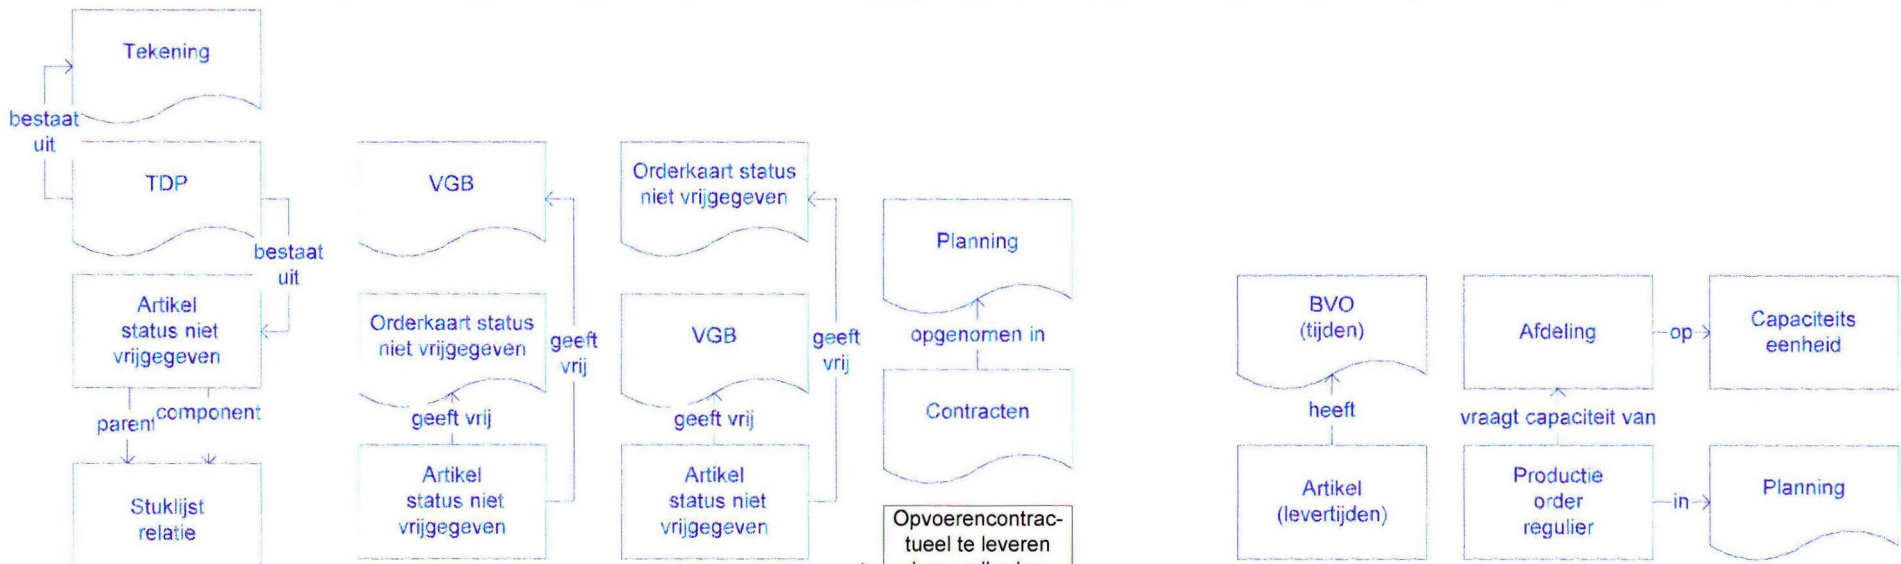 Tekening
bestaat
uit
TDP
bestaat
uit
Artikel
status niet
vrijgegeven
parent
component
Stuklijst
relatie
VGB
Orderkaart status
niet vrijgegeven
geeft
vrij
geeft vrij
Artikel
status niet
vrijgegeven
Orderkaart status
niet vrijgegeven
VGB
geeft
vrij
geeft vrij
Artikel
status niet
vrijgegeven
Planning
opgenomen in
Contracten
Opvoerencontrac-
tueel te leveren
BVO
(tijden)
heeft
Artikel
(levertijden)
Afdeling
op
Capaciteits
eenheid
vraagt capaciteit van
Productie
order
regulier
in
Planning